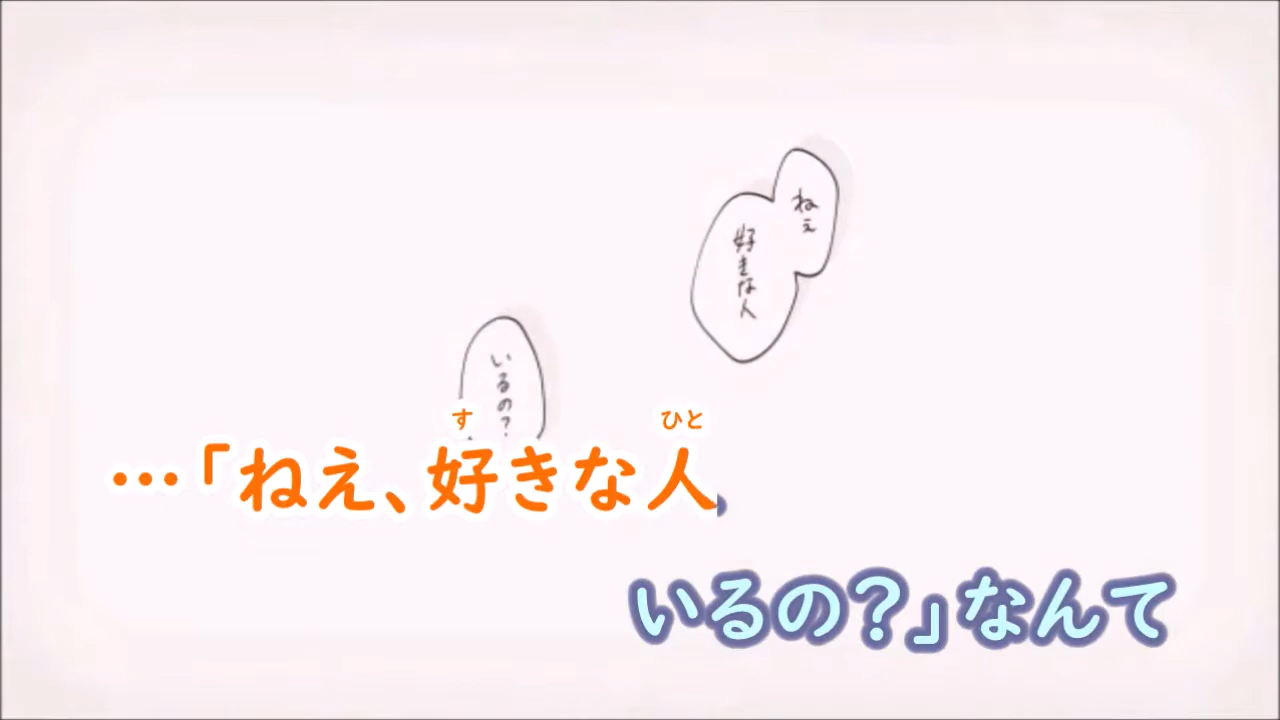 ねぇ
好きな人
いるの?
す ひと
…「ねえ、好きな人
いるの?」なんて